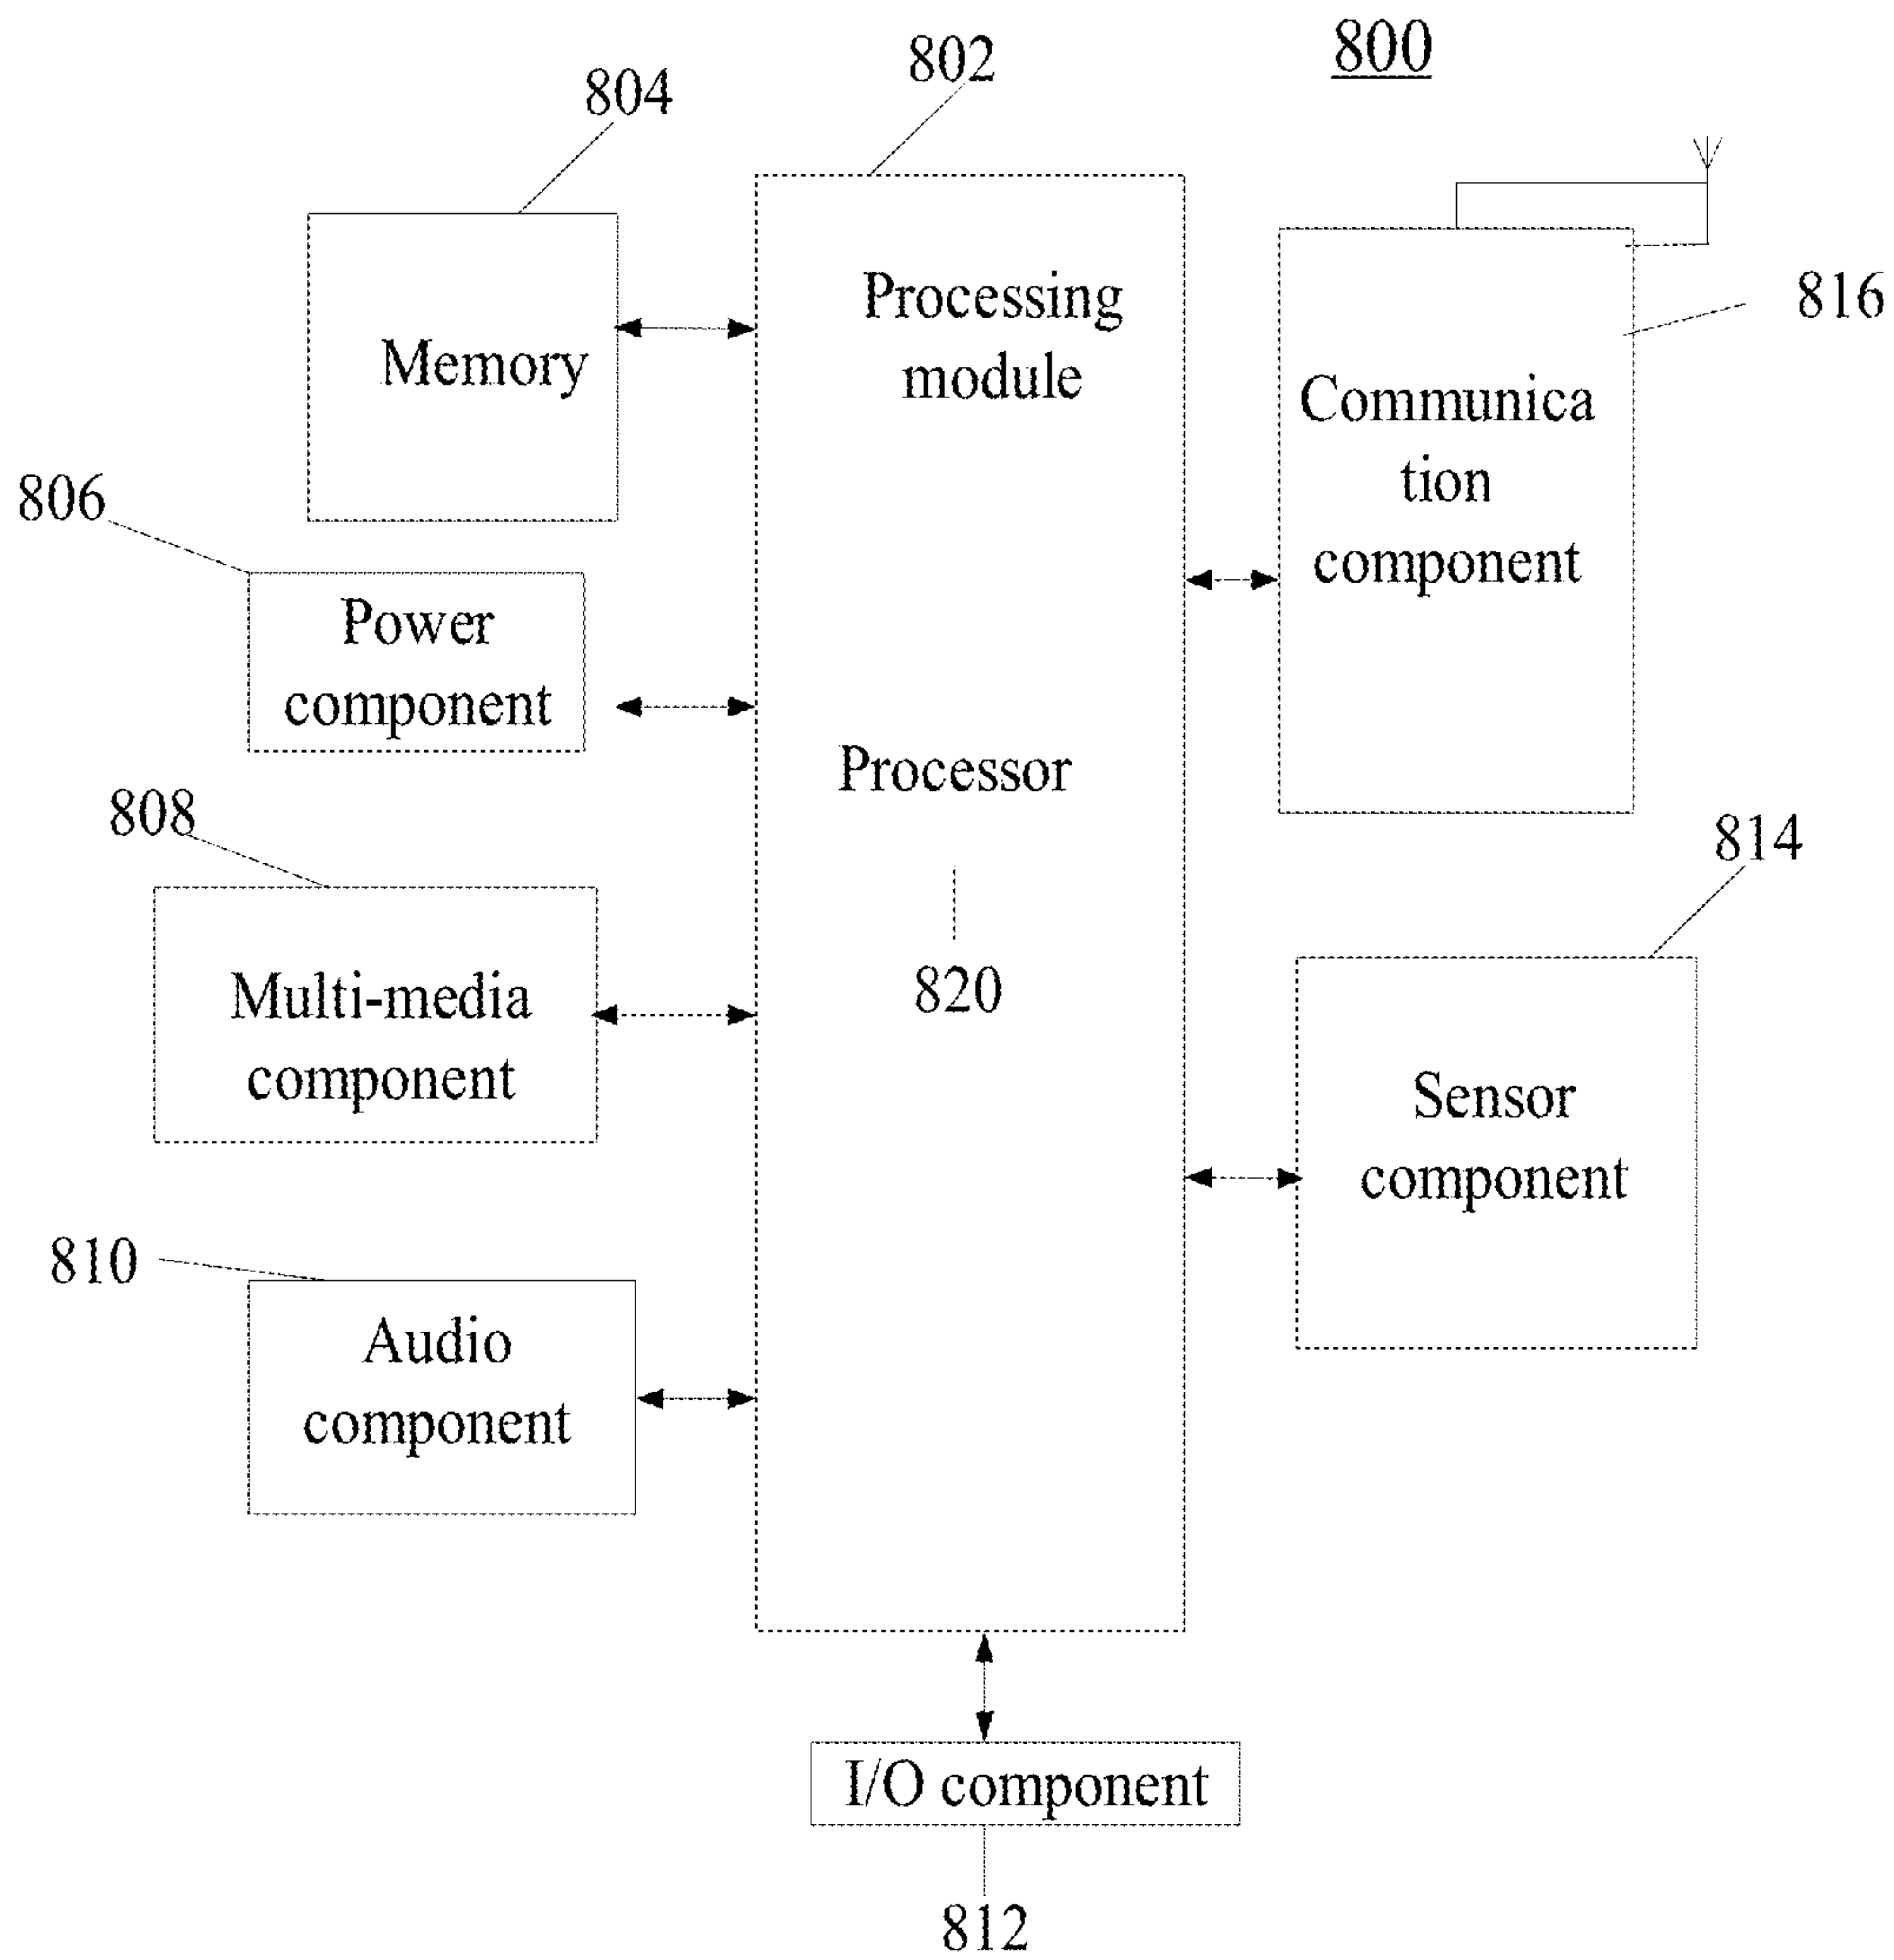 800
802
804
Processing
module
Memory
816
Communica
tion
component
806
Power
component
Processor
820
808
Multi-media
component
814
Sensor
component
810
Audio
component
I/O component
812